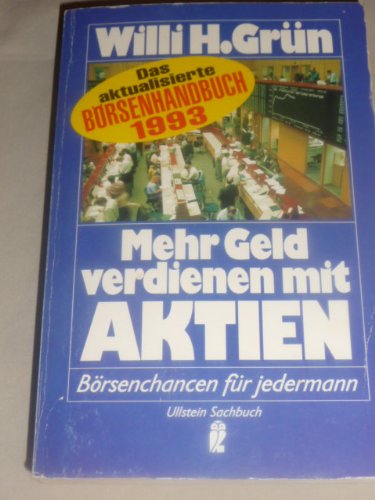 Willi H. Grün
Das
aktualisierte
BÖRSENHANDBUCH
1993
Mehr Geld
verdienen mit
AKTIEN
Börsenchancen für jedermann
Ullstein Sachbuch